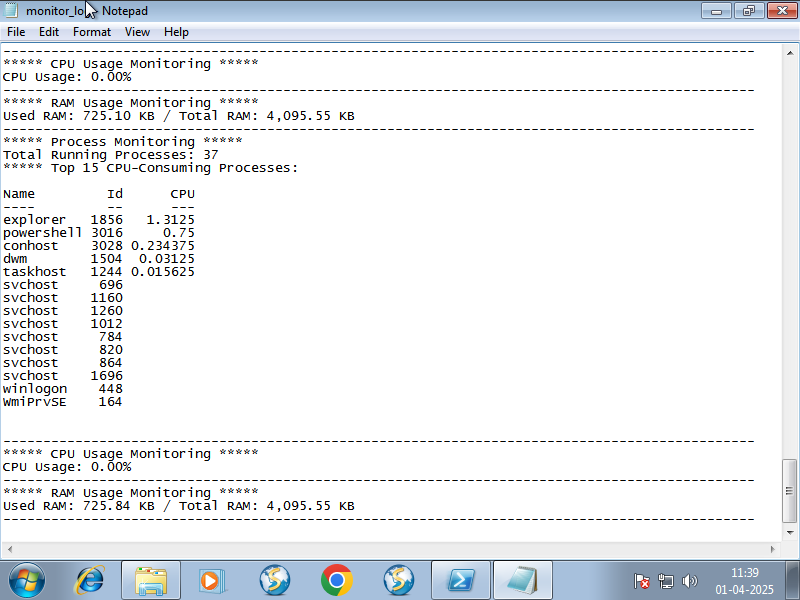 monitor_lo - Notepad
File Edit Format View Help
----------------------------------------------------------------------------------------------
***** CPU Usage Monitoring *****
CPU Usage: 0.00%
----------------------------------------------------------------------------------------------
***** RAM Usage Monitoring *****
Used RAM: 725.10 KB / Total RAM: 4,095.55 KB
----------------------------------------------------------------------------------------------
***** Process Monitoring *****
Total Running Processes: 37
***** Top 15 CPU-Consuming Processes:
Name Id CPU
---- -- ---
explorer 1856 1.3125
powershell 3016 0.75
conhost 3028 0.234375
dwm 1504 0.03125
taskhost 1244 0.015625
svchost 696
svchost 1160
svchost 1260
svchost 1012
svchost 784
svchost 820
svchost 864
svchost 1696
winlogon 448
WmiPrvSE 164
----------------------------------------------------------------------------------------------
***** CPU Usage Monitoring *****
CPU Usage: 0.00%
----------------------------------------------------------------------------------------------
***** RAM Usage Monitoring *****
Used RAM: 725.84 KB / Total RAM: 4,095.55 KB
----------------------------------------------------------------------------------------------
11:39
01-04-2025